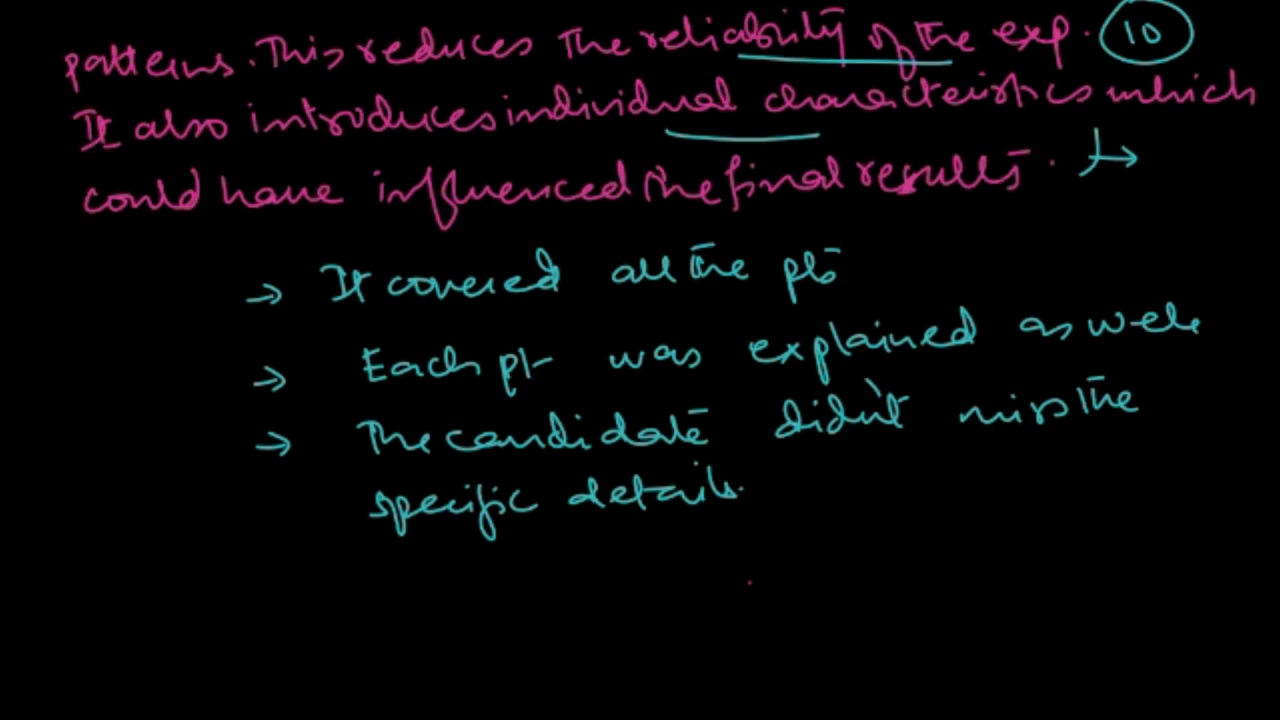 patterns. This reduces the reliability of the exp. 10
It also introduces individual characteristics which
could have influenced the final results.
→ It covered all the pts
→ Each pt was explained as well
→ The candidate didn't miss the
specific details.